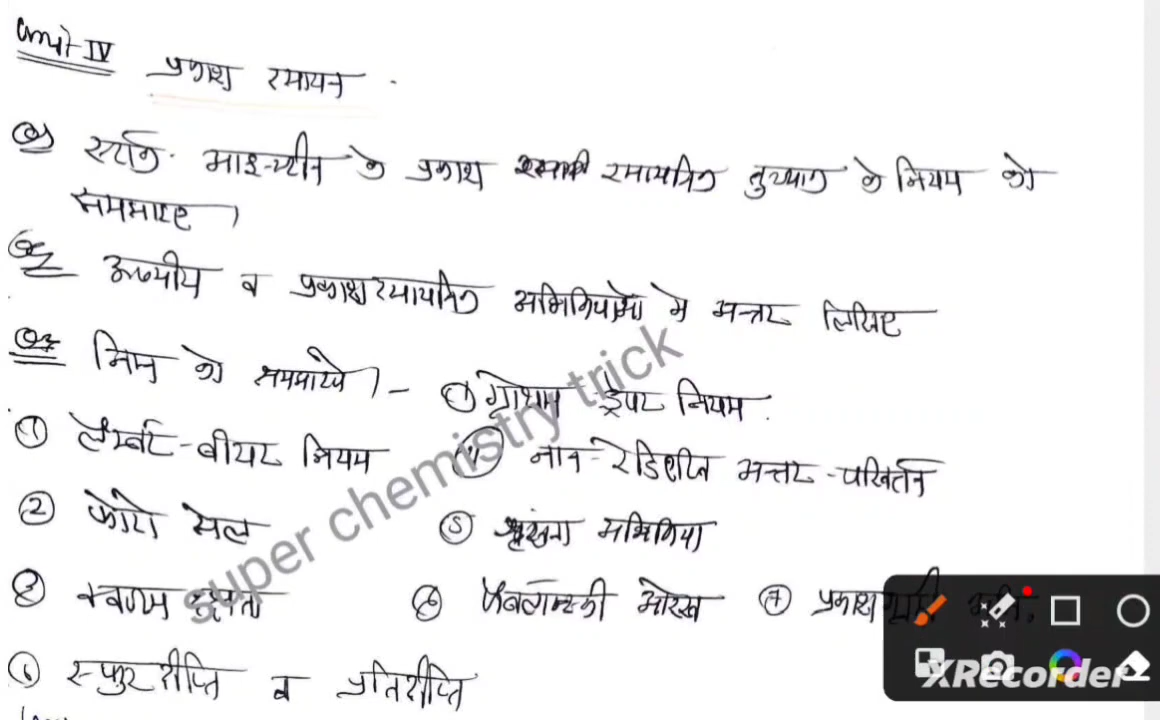 Unit-IV प्रकाश रसायन
Q1 स्टार्क-आइन्स्टीन के प्रकाश रसायनिक तुल्यता के नियम को
समझाइए।
Q2 ऊष्मीय व प्रकाशरसायनिक अभिक्रियाओं में अन्तर लिखिए
Q3 निम्न को समझाइये।- ① ग्रोथस ड्रेपर नियम
① लैम्बर्ट-बीयर नियम नान-रेडिएटिव अन्तर-परिवर्तन
② फोटो सेल ⑤ श्रृंखला अभिक्रिया
③ क्वाण्टम दक्षता ⑥ जैबलॉन्स्की आरेख ⑦ प्रकाश
⑥ स्फुरदीप्ति व प्रतिदीप्ति
super chemistry trick
XRecorder